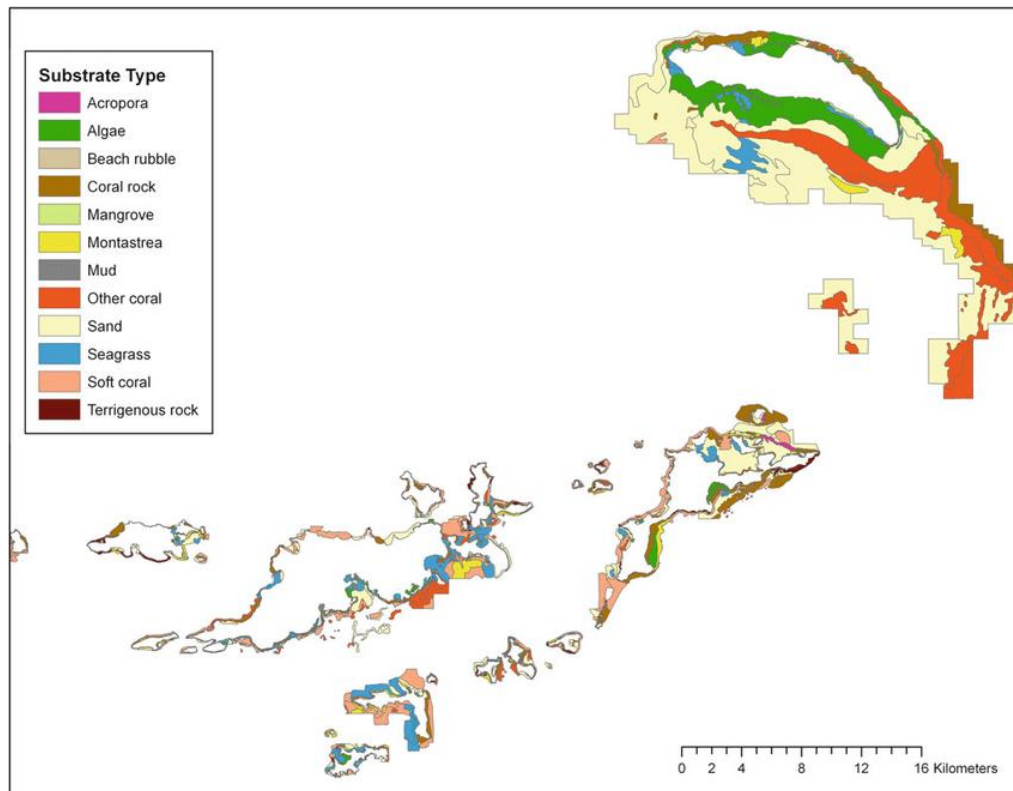 Substrate Type
Acropora
Algae
Beach rubble
Coral rock
Mangrove
Montastrea
Mud
Other coral
Sand
Seagrass
Soft coral
Terrigenous rock
0 2 4 8 12 16 Kilometers